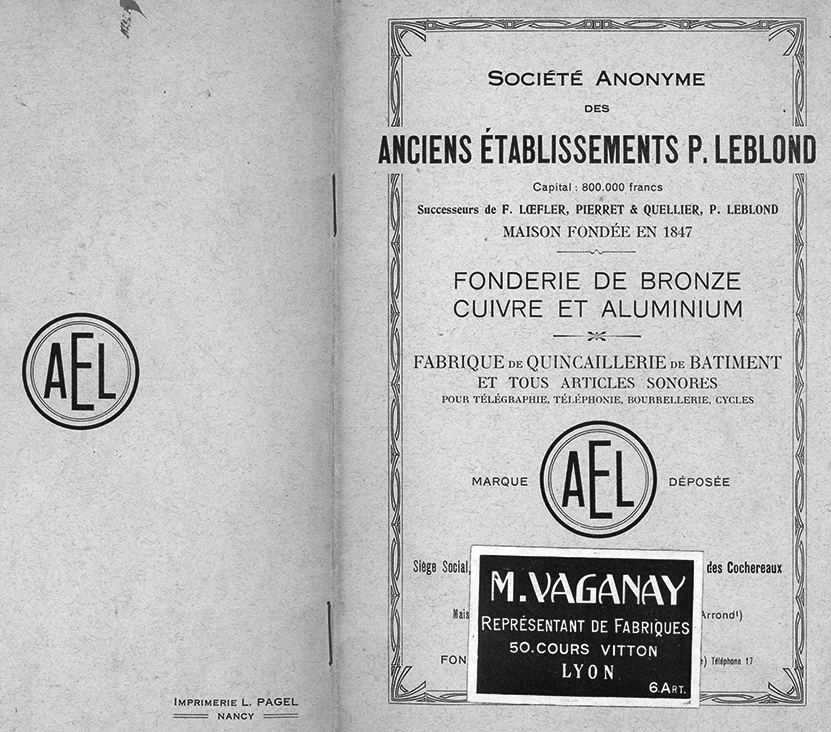 AEL
IMPRIMERIE L. PAGEL
NANCY
SOCIÉTÉ ANONYME
DES
ANCIENS ÉTABLISSEMENTS P. LEBLOND
Capital : 800.000 francs
Successeurs de F. LŒFLER, PIERRET & QUELLIER, P. LEBLOND
MAISON FONDÉE EN 1847
FONDERIE DE BRONZE
CUIVRE ET ALUMINIUM
FABRIQUE DE QUINCAILLERIE DE BATIMENT
ET TOUS ARTICLES SONORES
POUR TÉLÉGRAPHIE, TÉLÉPHONIE, BOURRELLERIE, CYCLES
MARQUE AEL DÉPOSÉE
Siège Social, des Cochereaux
M. VAGANAY
REPRÉSENTANT DE FABRIQUES
50. COURS VITTON
LYON
6. ART.
Arrondᵗ)
FON
Téléphone 17